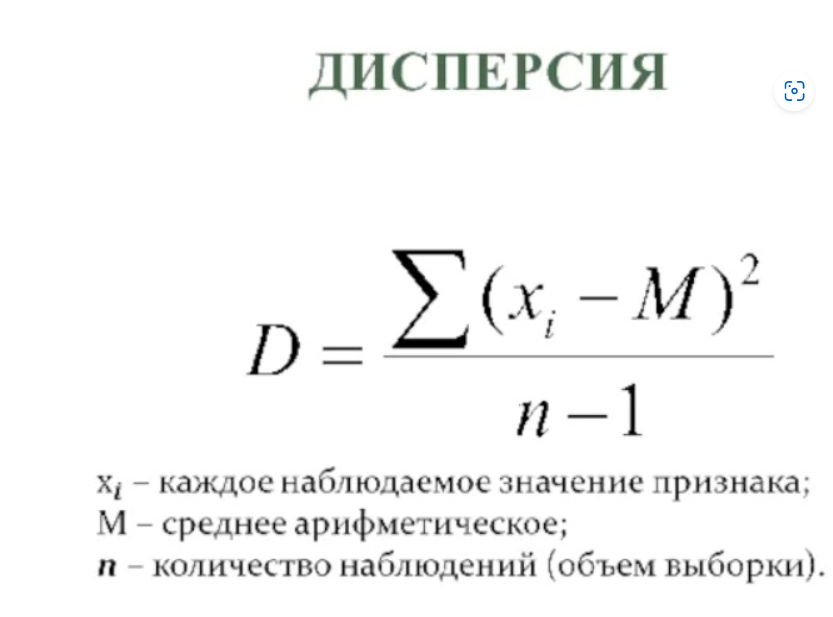 ДИСПЕРСИЯ
D = ∑(xᵢ − M)² / n − 1
xᵢ – каждое наблюдаемое значение признака;
М – среднее арифметическое;
n – количество наблюдений (объем выборки).